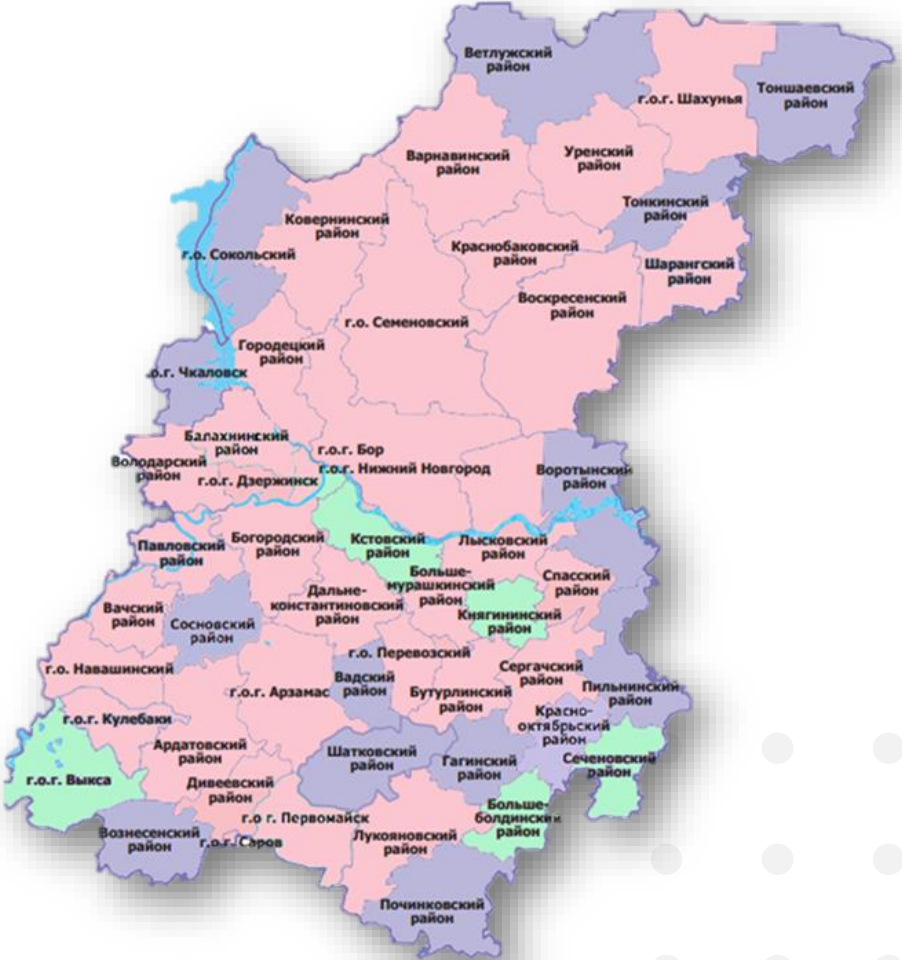 Ветлужский
район
г.о.г. Шахунья
Тоншаевский
район
Варнавинский
район
Уренский
район
Тонкинский
район
Ковернинский
район
Краснобаковский
район
г.о. Сокольский
Шарангский
район
Воскресенский
район
г.о. Семеновский
Городецкий
район
.о.г. Чкаловск
Балахнинский
район
г.о.г. Бор
Володарский
район
г.о.г. Нижний Новгород
Воротынский
район
г.о.г. Дзержинск
Павловский
район
Богородский
район
Кстовский
район
Лысковский
район
Больше-
мурашкинский
район
Спасский
район
Дальне-
константиновский
район
Вачский
район
Сосновский
район
Княгининский
район
г.о. Перевозский
г.о. Навашинский
Сергачский
район
Вадский
район
г.о.г. Арзамас
Бутурлинский
район
Пильнинский
район
г.о.г. Кулебаки
Красно-
октябрьский
район
Ардатовский
район
Шатковский
район
Гагинский
район
Сеченовский
район
г.о.г. Выкса
Дивеевский
район
Больше-
болдинский
район
г.о г. Первомайск
Вознесенский
район
г.о.г. Саров
Лукояновский
район
Починковский
район